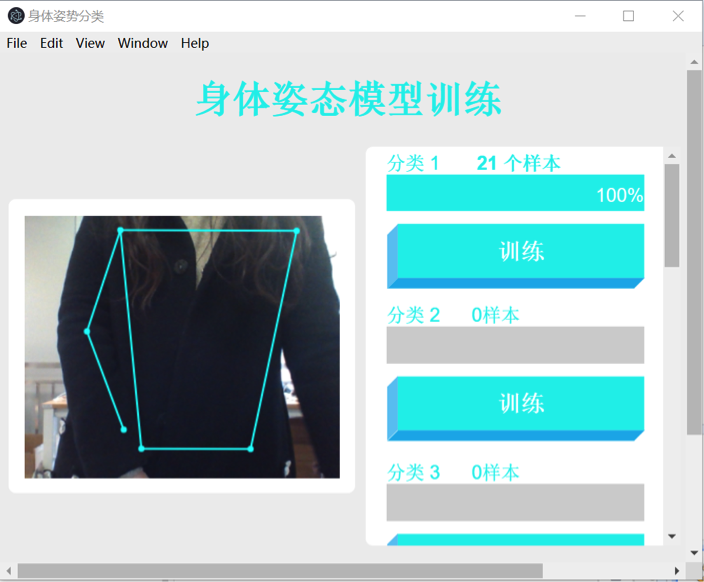 身体姿势分类
File Edit View Window Help
身体姿态模型训练
分类 1 21 个样本
100%
训练
分类 2 0样本
训练
分类 3 0样本